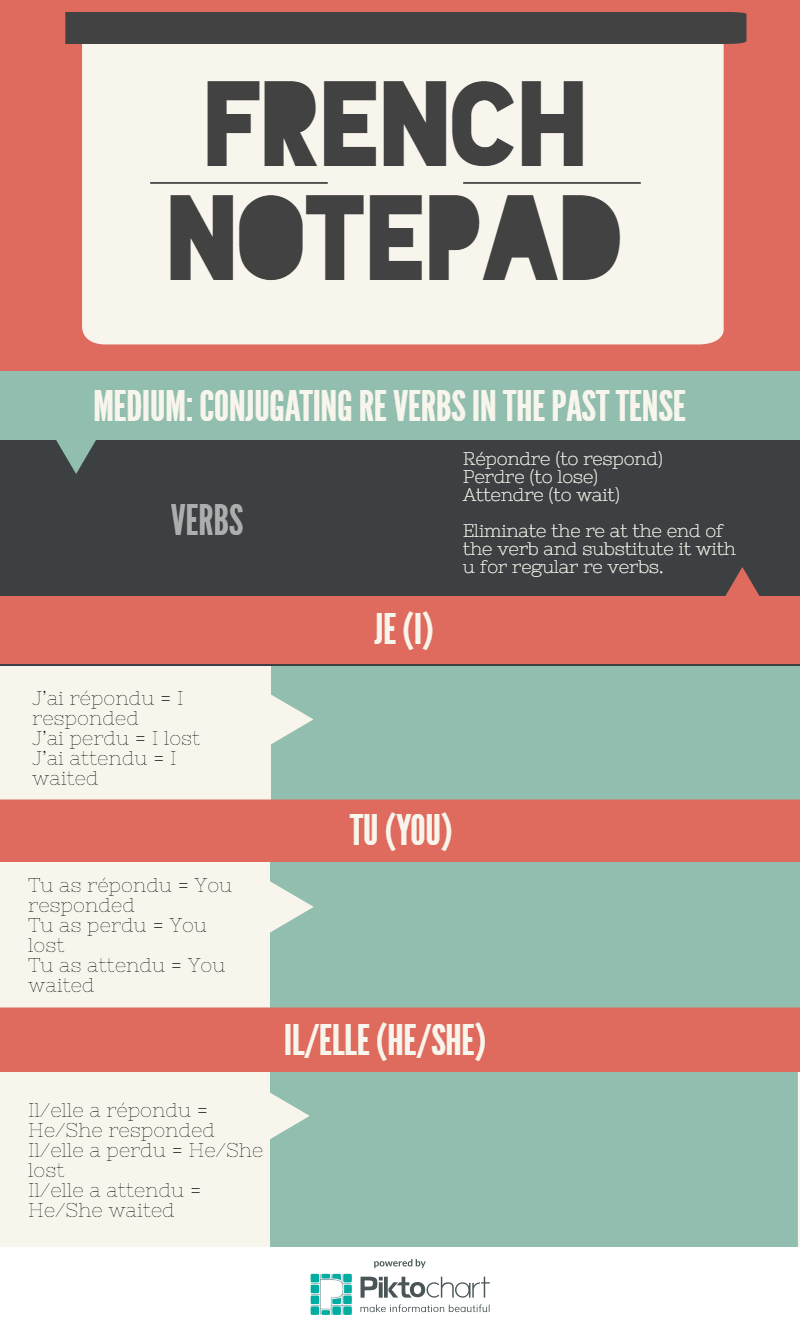 FRENCH
NOTEPAD
MEDIUM: CONJUGATING RE VERBS IN THE PAST TENSE
VERBS
Répondre (to respond)
Perdre (to lose)
Attendre (to wait)
Eliminate the re at the end of
the verb and substitute it with
u for regular re verbs.
JE (I)
J'ai répondu = I
responded
J'ai perdu = I lost
J'ai attendu = I
waited
TU (YOU)
Tu as répondu = You
responded
Tu as perdu = You
lost
Tu as attendu = You
waited
IL/ELLE (HE/SHE)
Il/elle a répondu =
He/She responded
Il/elle a perdu = He/She
lost
Il/elle a attendu =
He/She waited
powered by
Piktochart
make information beautiful